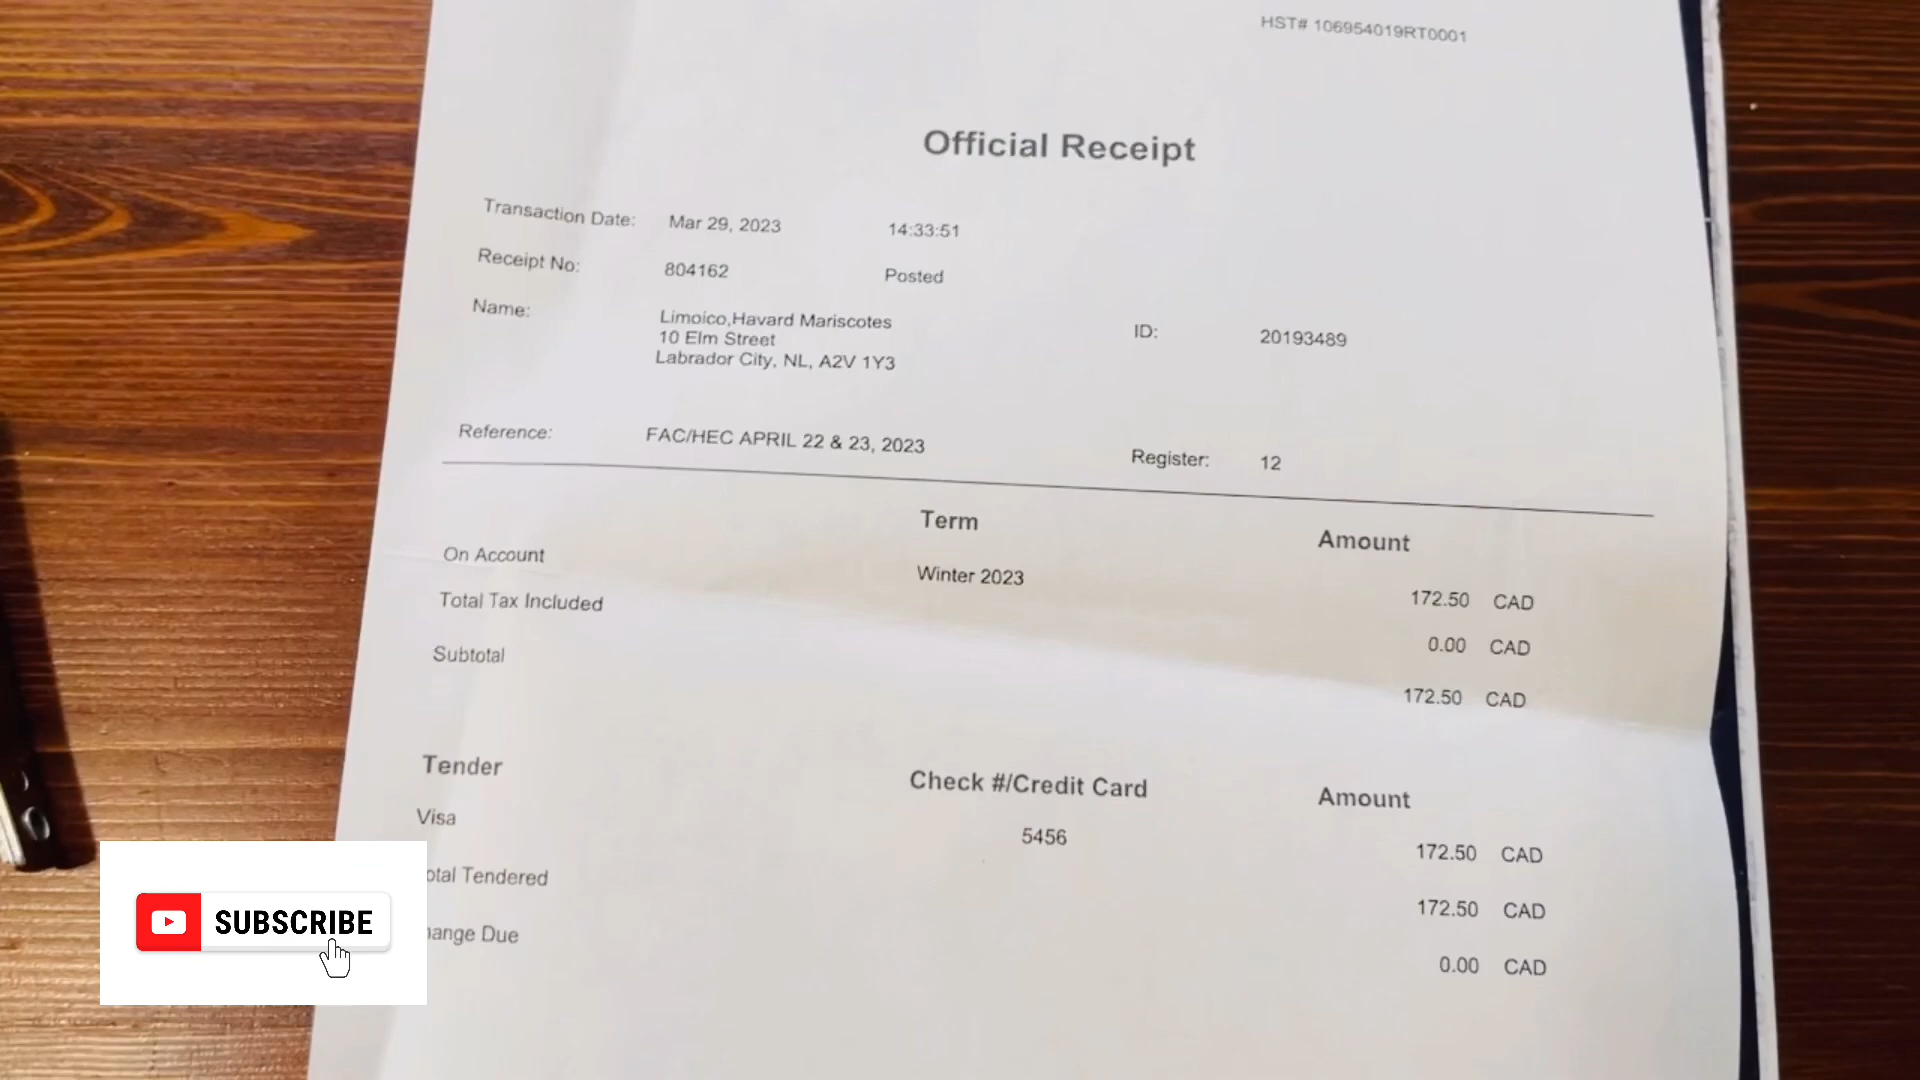 HST# 106954019RT0001
Official Receipt
Transaction Date: Mar 29, 2023 14:33:51
Receipt No: 804162 Posted
Name: Limoico,Havard Mariscotes ID: 20193489
10 Elm Street
Labrador City, NL, A2V 1Y3
Reference: FAC/HEC APRIL 22 & 23, 2023 Register: 12
Term Amount
On Account Winter 2023 172.50 CAD
Total Tax Included 0.00 CAD
Subtotal 172.50 CAD
Tender Check #/Credit Card Amount
Visa 5456 172.50 CAD
otal Tendered 172.50 CAD
hange Due 0.00 CAD
SUBSCRIBE